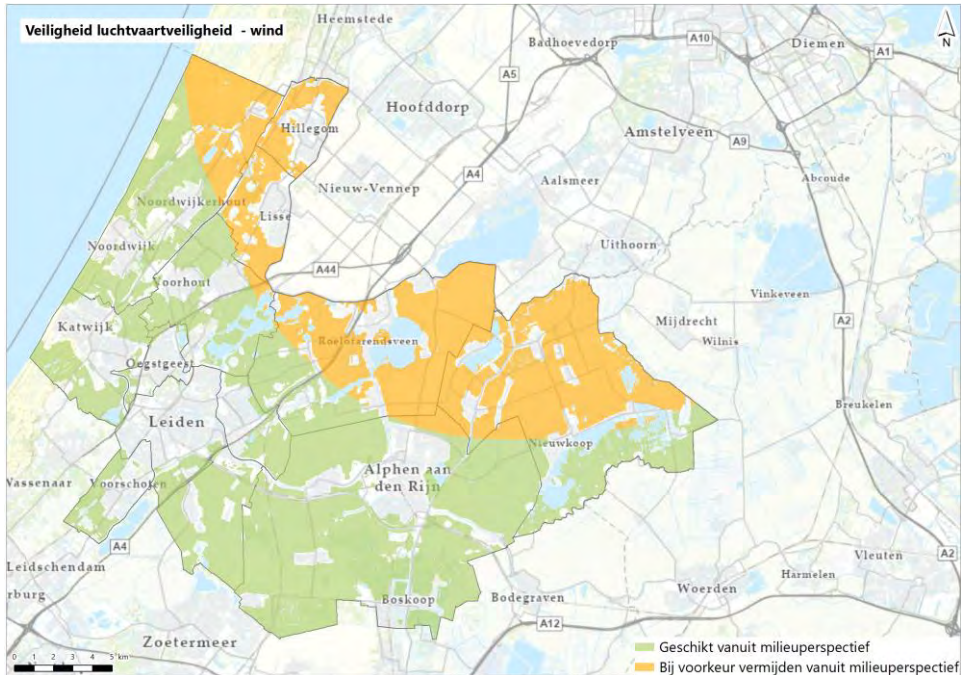 Veiligheid luchtvaartveiligheid - wind
Heemstede
Badhoevedorp
A10
Diemen
A1
N
A5
Hoofddorp
Hillegom
Amstelveen
A9
A4
Nieuw-Vennep
Aalsmeer
Abcoude
Noordwijkerhout
Lisse
Noordwijk
Uithoorn
A44
Voorhout
Vinkeveen
Katwijk
Mijdrecht
A2
Wilnis
Roelofarendsveen
Oegstgeest
Breukelen
Leiden
Nieuwkoop
Alphen aan
den Rijn
Wassenaar
Voorschoten
A4
Vleuten
A2
Leidschendam
Harmelen
Woerden
rburg
Boskoop
Bodegraven
A12
Zoetermeer
Geschikt vanuit milieuperspectief
0 1 2 3 4 5 km
Bij voorkeur vermijden vanuit milieuperspectief